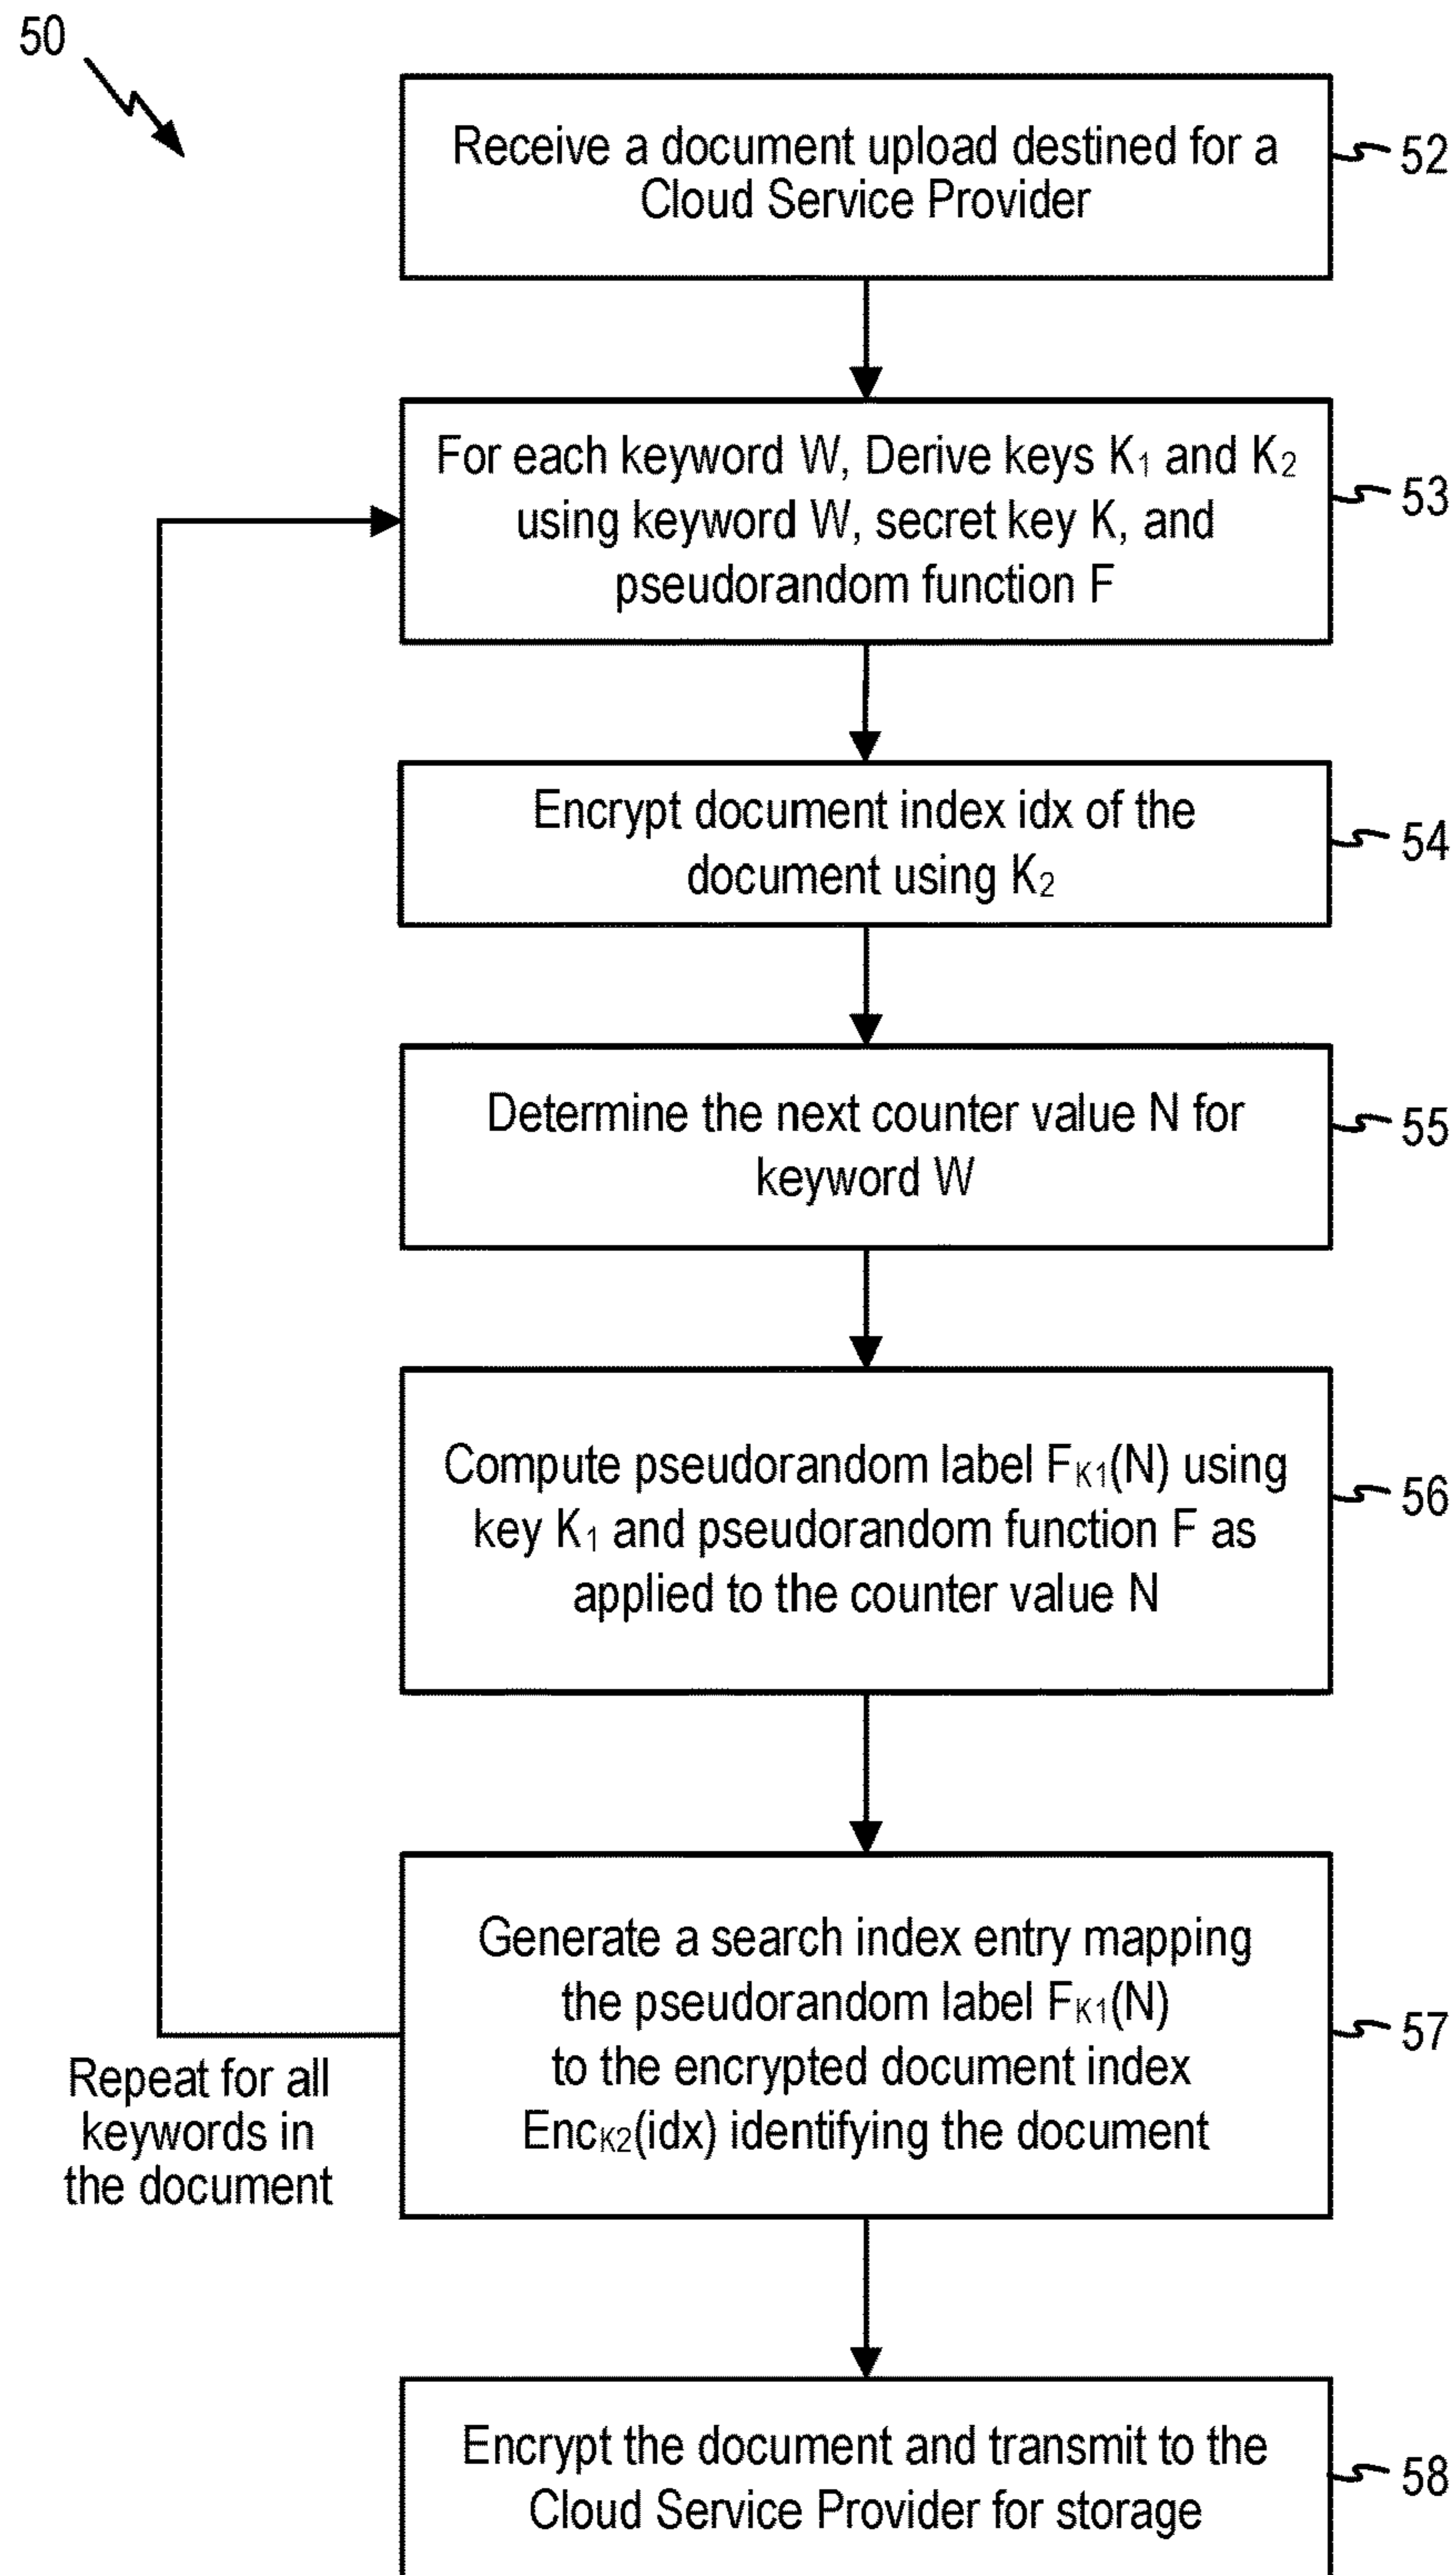 50
Receive a document upload destined for a
Cloud Service Provider
52
For each keyword W, Derive keys K₁ and K₂
using keyword W, secret key K, and
pseudorandom function F
53
Encrypt document index idx of the
document using K₂
54
Determine the next counter value N for
keyword W
55
Compute pseudorandom label F_K1(N) using
key K₁ and pseudorandom function F as
applied to the counter value N
56
Generate a search index entry mapping
the pseudorandom label F_K1(N)
to the encrypted document index
Enc_K2(idx) identifying the document
57
Repeat for all
keywords in
the document
Encrypt the document and transmit to the
Cloud Service Provider for storage
58